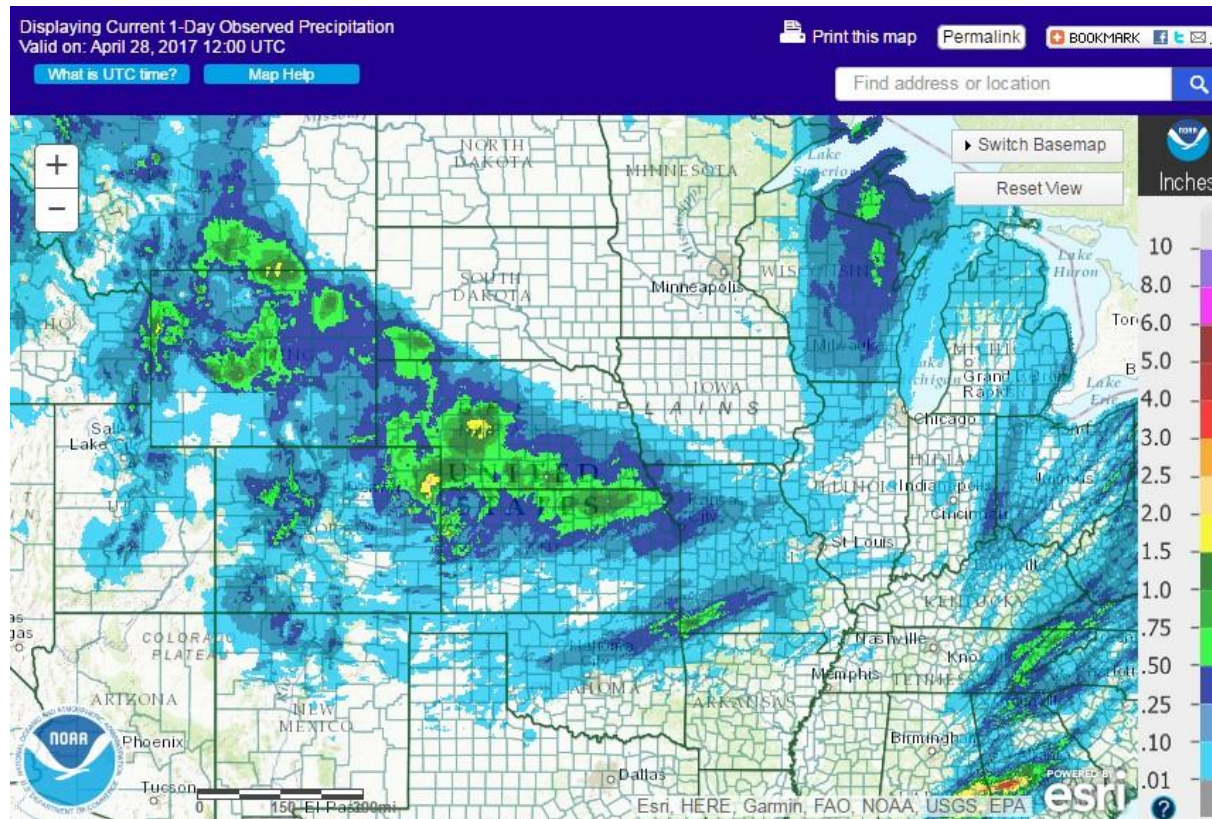 Displaying Current 1-Day Observed Precipitation
Valid on: April 28, 2017 12:00 UTC
What is UTC time?
Map Help
Print this map
Permalink
BOOKMARK
Find address or location
+
−
Switch Basemap
Reset View
NOAA
Inches
10
8.0
6.0
5.0
4.0
3.0
2.5
2.0
1.5
1.0
.75
.50
.25
.10
.01
NORTH
DAKOTA
MINNESOTA
Lake
Superior
WISCONSIN
Lake
Huron
SOUTH
DAKOTA
Minneapolis
Milwaukee
MICHI
Grand
Rapids
Lake
Erie
IOWA
PLAINS
Chicago
Salt
Lake
UNITED
STATES
ILLINOIS
Indianapolis
Cincinnati
St Louis
KENTUCKY
COLORADO
PLATEAU
Nashville
Memphis
ARIZONA
NEW
MEXICO
ARKANSAS
Birmingham
Phoenix
Tucson
Dallas
El Paso
0 150 300mi
NOAA
Esri, HERE, Garmin, FAO, NOAA, USGS, EPA
POWERED BY
esri
?